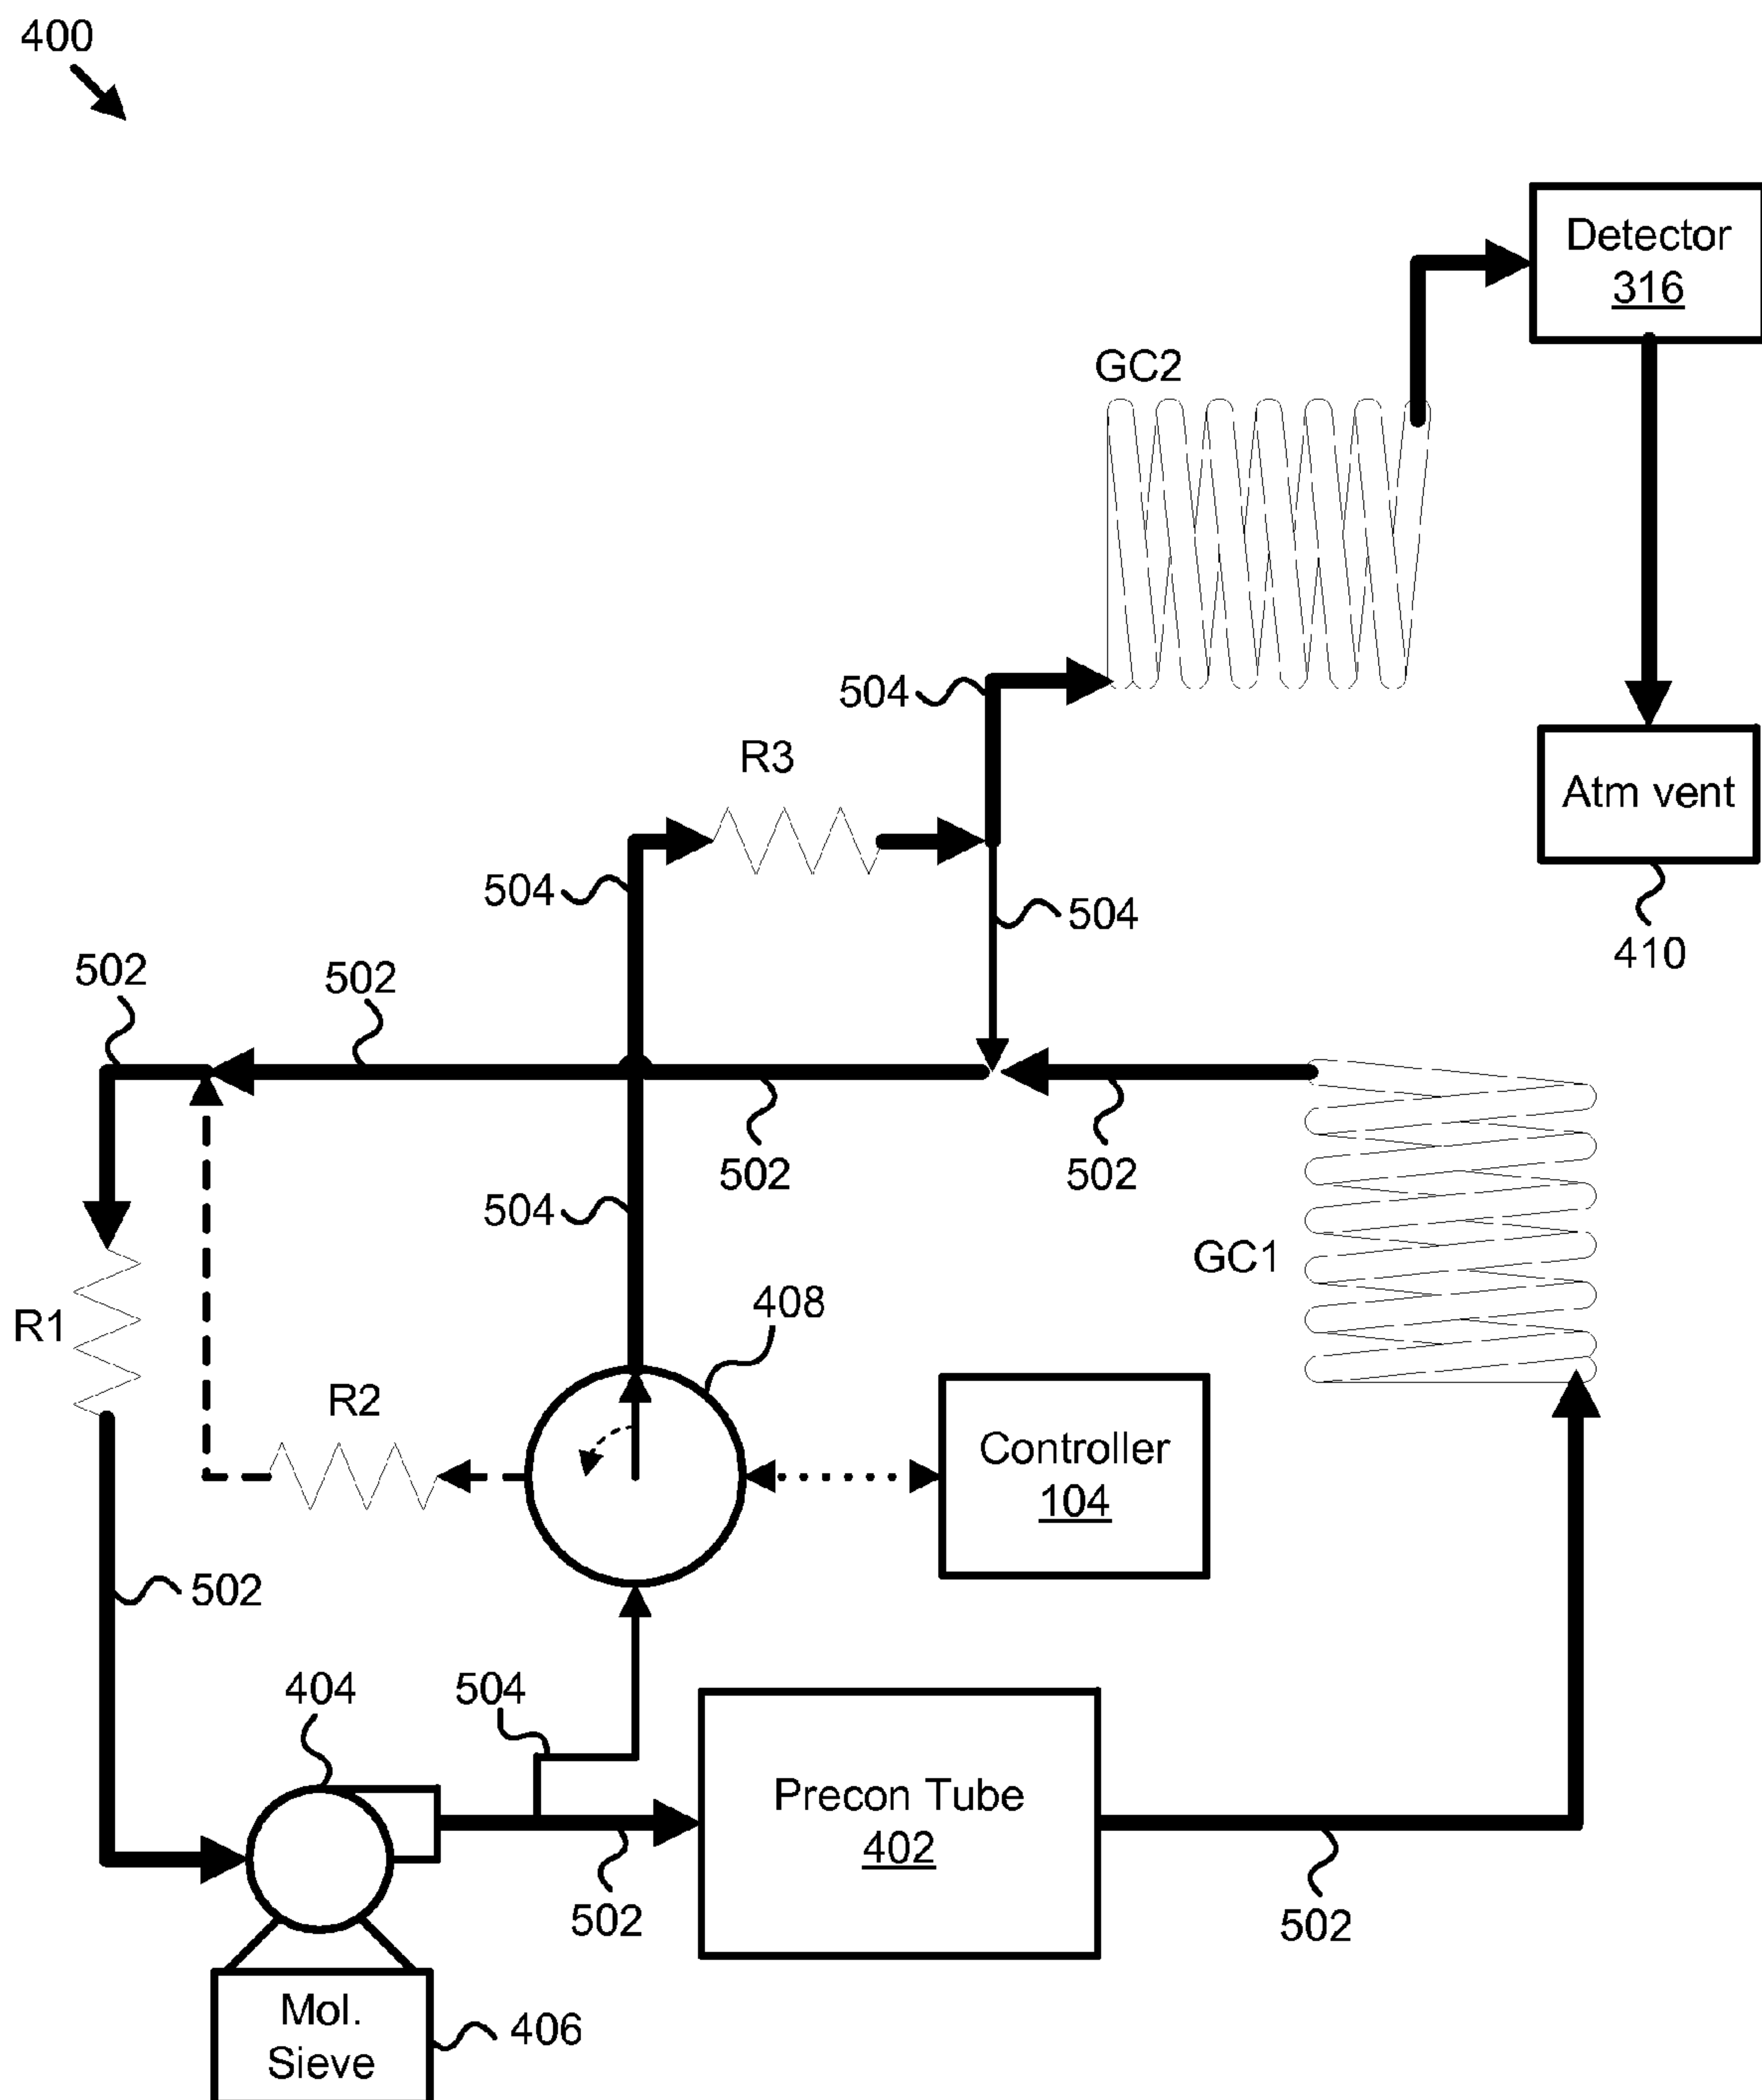 400
Detector
316
GC2
504
R3
Atm vent
504
504
410
502
502
502
502
504
GC1
408
R1
R2
Controller
104
502
404
504
Precon Tube
402
502
502
Mol.
Sieve
406